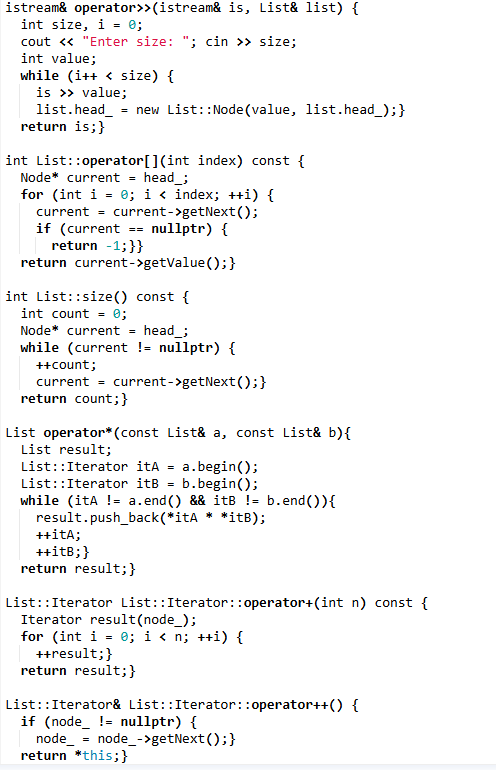 istream& operator>>(istream& is, List& list) {
  int size, i = 0;
  cout << "Enter size: "; cin >> size;
  int value;
  while (i++ < size) {
    is >> value;
    list.head_ = new List::Node(value, list.head_);}
  return is;}

int List::operator[](int index) const {
  Node* current = head_;
  for (int i = 0; i < index; ++i) {
    current = current->getNext();
    if (current == nullptr) {
      return -1;}}
  return current->getValue();}

int List::size() const {
  int count = 0;
  Node* current = head_;
  while (current != nullptr) {
    ++count;
    current = current->getNext();}
  return count;}

List operator*(const List& a, const List& b){
  List result;
  List::Iterator itA = a.begin();
  List::Iterator itB = b.begin();
  while (itA != a.end() && itB != b.end()){
    result.push_back(*itA * *itB);
    ++itA;
    ++itB;}
  return result;}

List::Iterator List::Iterator::operator+(int n) const {
  Iterator result(node_);
  for (int i = 0; i < n; ++i) {
    ++result;}
  return result;}

List::Iterator& List::Iterator::operator++() {
  if (node_ != nullptr) {
    node_ = node_->getNext();}
  return *this;}